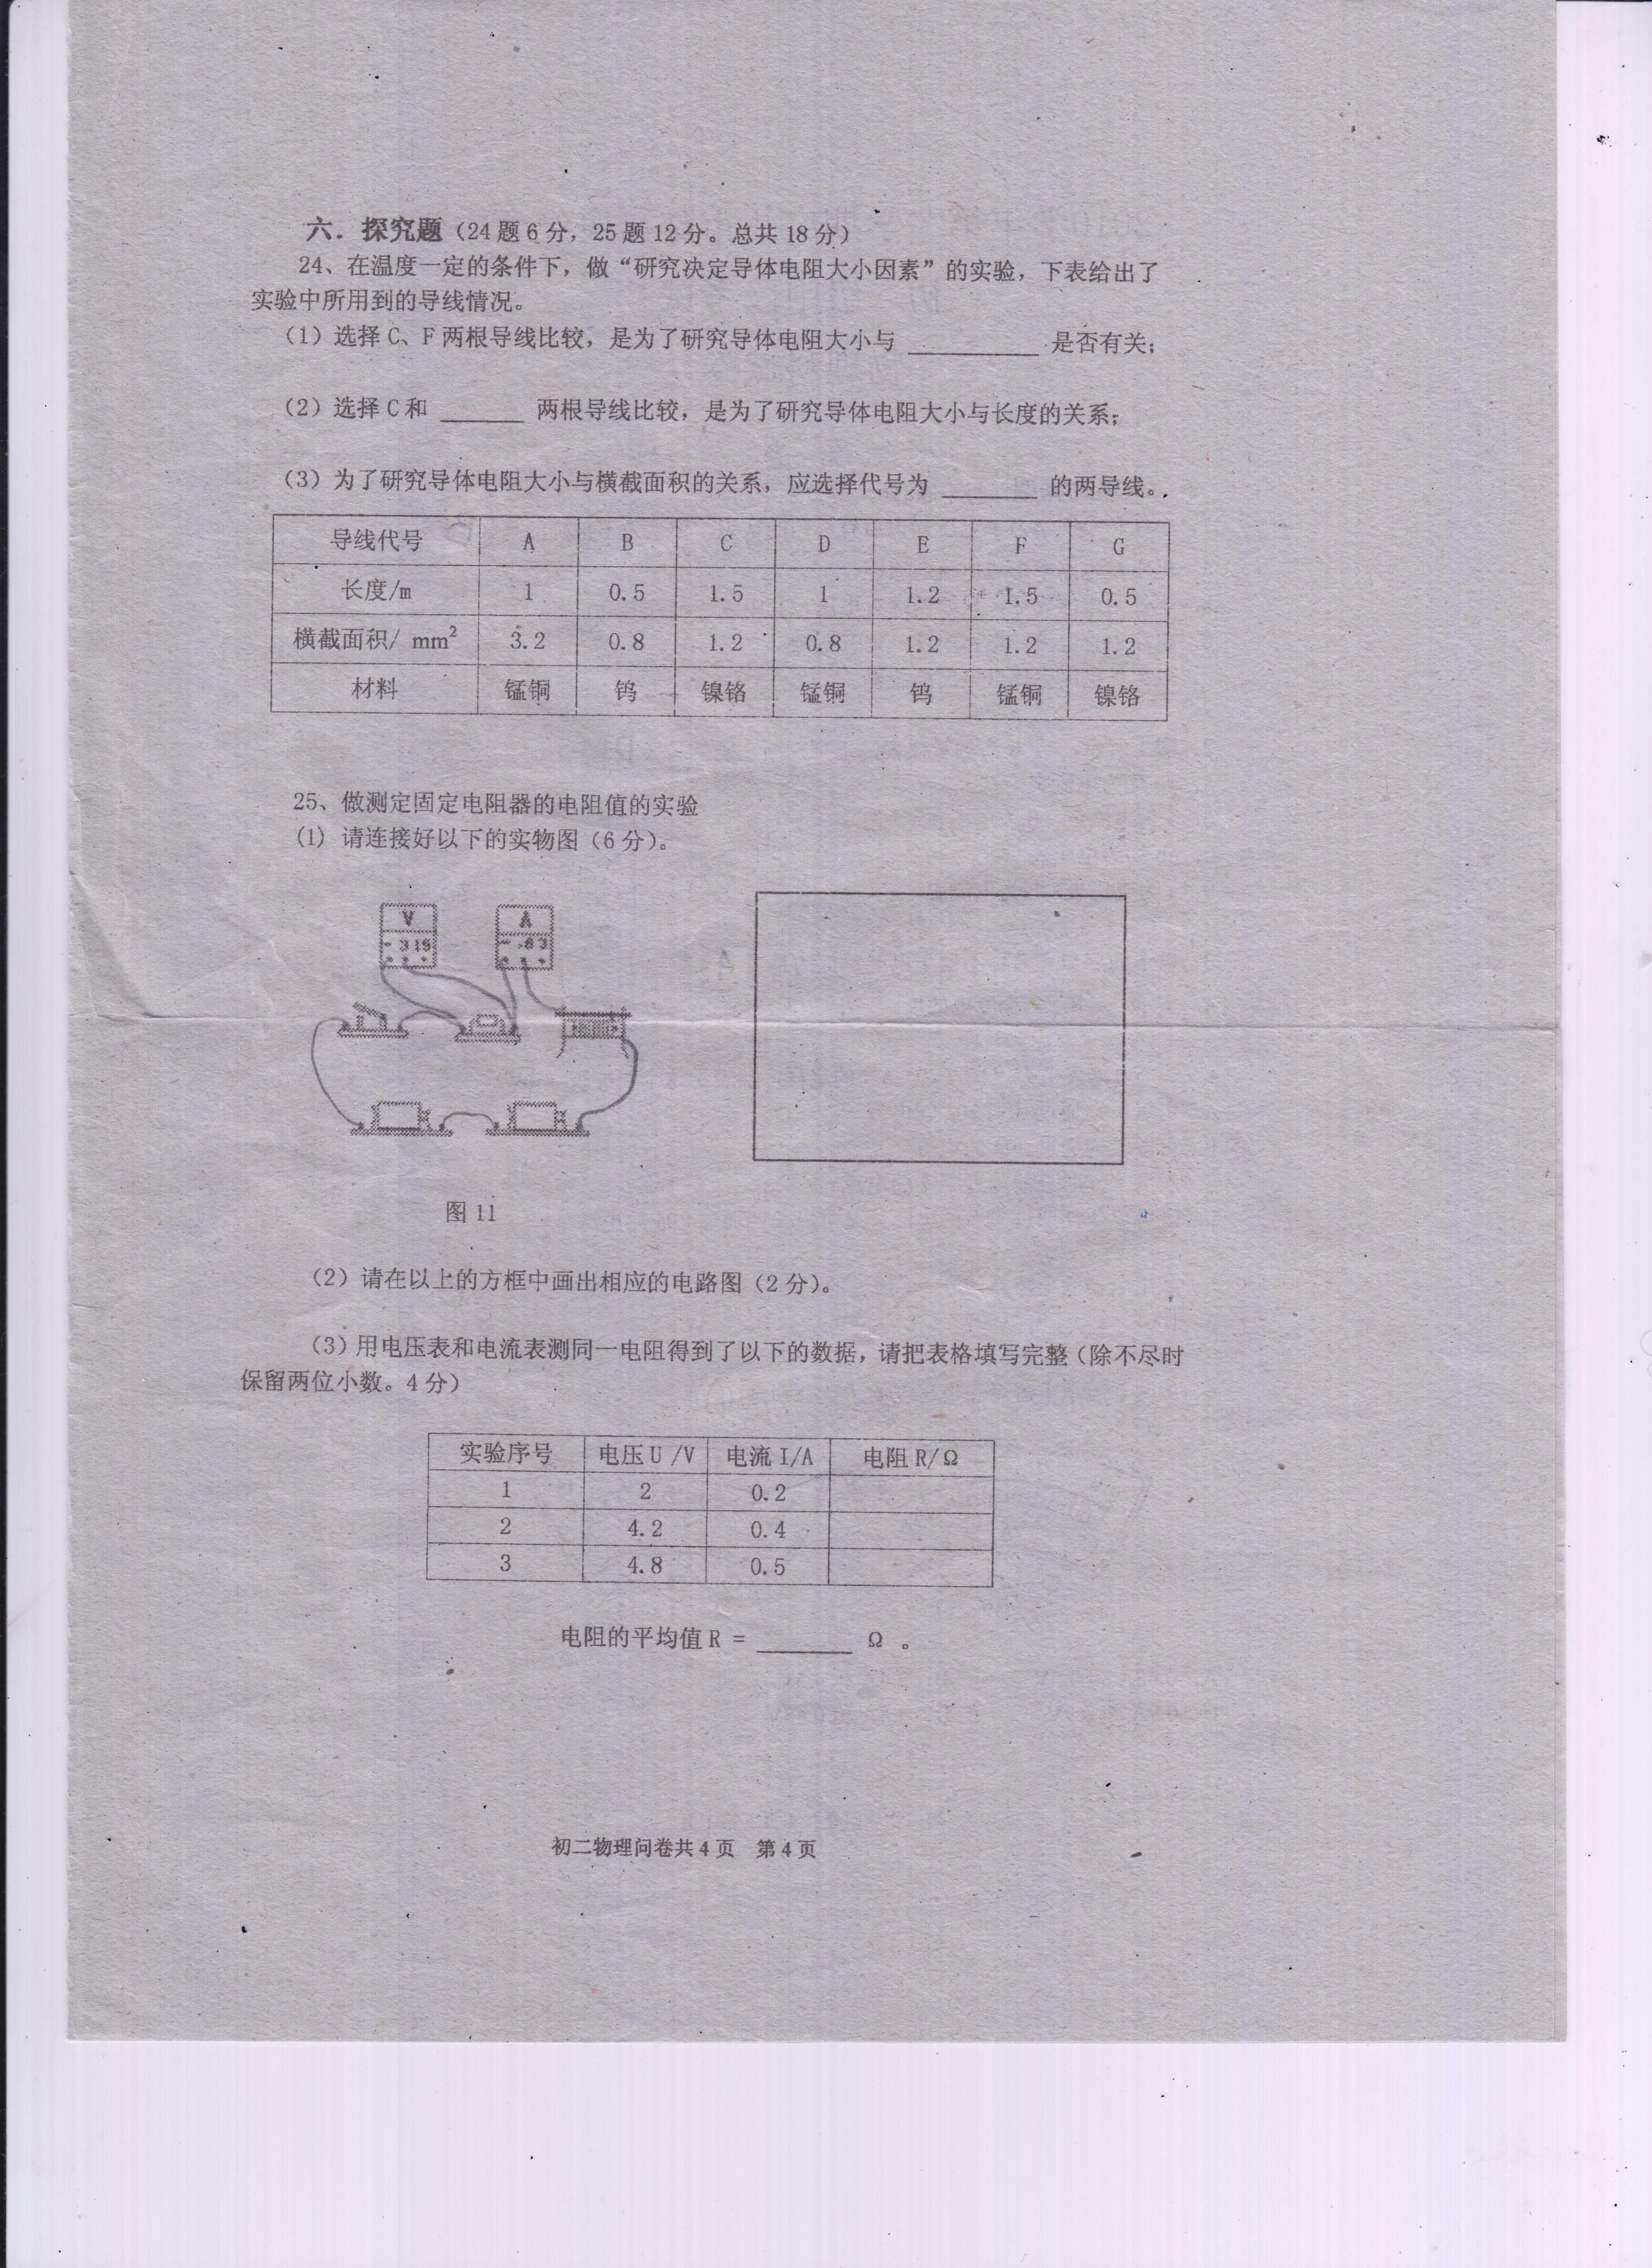 六．探究题（24题6分，25题12分。总共18分）
24、在温度一定的条件下，做“研究决定导体电阻大小因素”的实验，下表给出了
实验中所用到的导线情况。
（1）选择C、F两根导线比较，是为了研究导体电阻大小与 ________ 是否有关；
（2）选择C和 ______ 两根导线比较，是为了研究导体电阻大小与长度的关系；
（3）为了研究导体电阻大小与横截面积的关系，应选择代号为 ______ 的两导线。
导线代号 A B C D E F G
长度/m 1 0.5 1.5 1 1.2 1.5 0.5
横截面积/ mm² 3.2 0.8 1.2 0.8 1.2 1.2 1.2
材料 锰铜 钨 镍铬 锰铜 钨 锰铜 镍铬
25、做测定固定电阻器的电阻值的实验
(1) 请连接好以下的实物图（6分）。
V A
- 3 15 - .6 3
图11
（2）请在以上的方框中画出相应的电路图（2分）。
（3）用电压表和电流表测同一电阻得到了以下的数据，请把表格填写完整（除不尽时
保留两位小数。4分）
实验序号 电压U /V 电流I/A 电阻R/Ω
1 2 0.2
2 4.2 0.4
3 4.8 0.5
电阻的平均值R = ______ Ω 。
初二物理问卷共4页 第4页